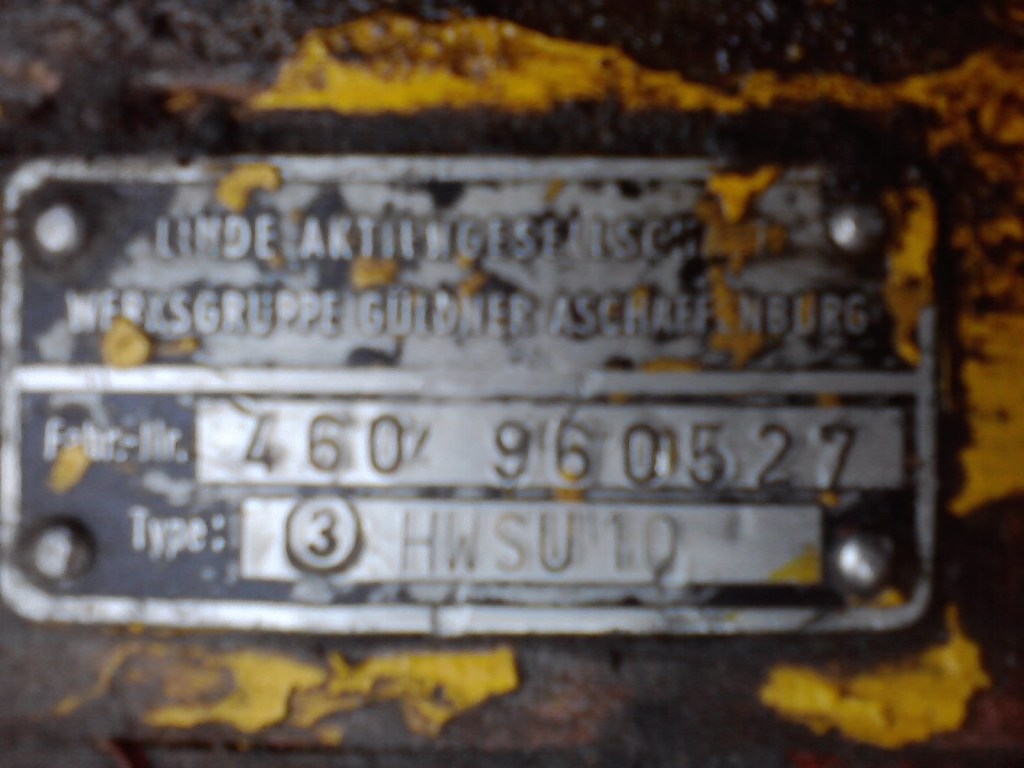 LINDE AKTIENGESELLSCHAFT
WERKSGRUPPE GÜLDNER ASCHAFFENBURG
Fabr.-Nr. 460 960527
Type: 3 HWSU 10